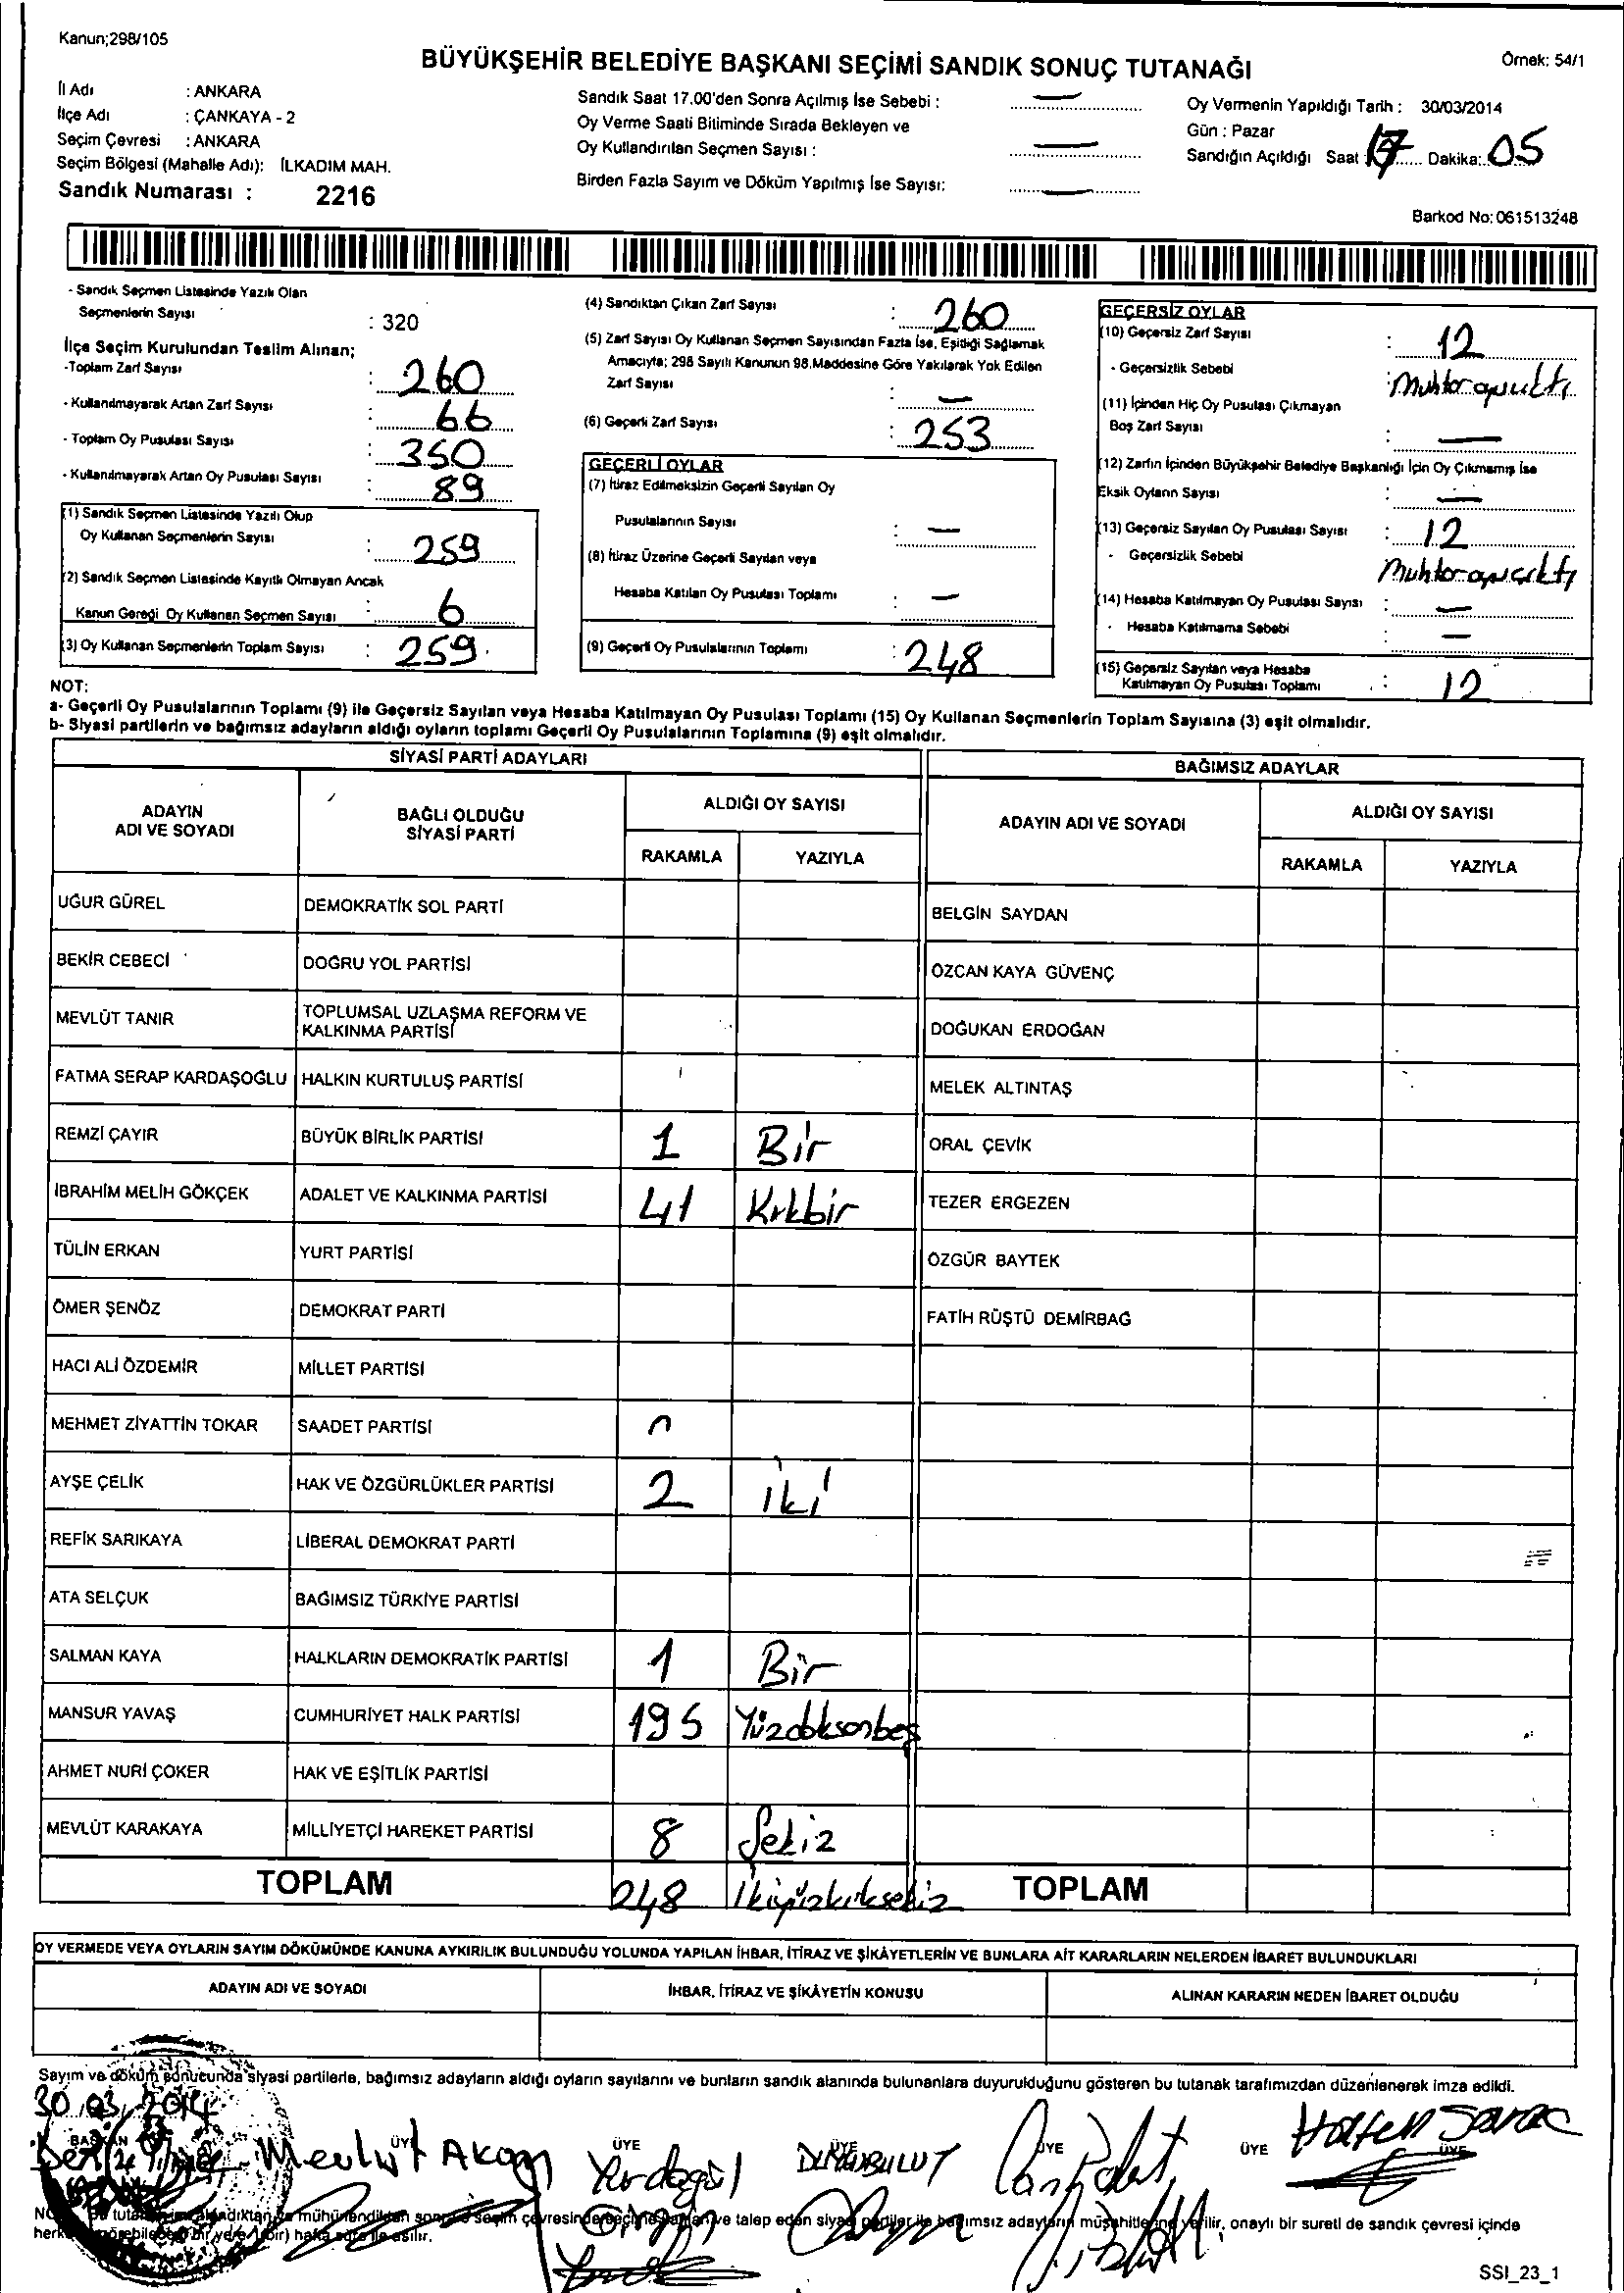 Kanun;298/105
BÜYÜKŞEHİR BELEDİYE BAŞKANI SEÇİMİ SANDIK SONUÇ TUTANAĞI
Örnek: 54/1
İl Adı : ANKARA
İlçe Adı : ÇANKAYA - 2
Seçim Çevresi : ANKARA
Seçim Bölgesi (Mahalle Adı): İLKADIM MAH.
Sandık Numarası : 2216
Sandık Saat 17.00'den Sonra Açılmış İse Sebebi : —
Oy Verme Saati Bitiminde Sırada Bekleyen ve
Oy Kullandırılan Seçmen Sayısı : —
Birden Fazla Sayım ve Döküm Yapılmış İse Sayısı: —
Oy Vermenin Yapıldığı Tarih : 30/03/2014
Gün : Pazar
Sandığın Açıldığı Saat : 17 Dakika: 05
Barkod No: 061513248
- Sandık Seçmen Listesinde Yazılı Olan
Seçmenlerin Sayısı : 320
İlçe Seçim Kurulundan Teslim Alınan;
-Toplam Zarf Sayısı : 260
- Kullanılmayarak Artan Zarf Sayısı : 66
- Toplam Oy Pusulası Sayısı : 350
- Kullanılmayarak Artan Oy Pusulası Sayısı : 89
(1) Sandık Seçmen Listesinde Yazılı Olup
Oy Kullanan Seçmenlerin Sayısı : 259
(2) Sandık Seçmen Listesinde Kayıtlı Olmayan Ancak
Kanun Gereği Oy Kullanan Seçmen Sayısı : 6
(3) Oy Kullanan Seçmenlerin Toplam Sayısı : 259
(4) Sandıktan Çıkan Zarf Sayısı : 260
(5) Zarf Sayısı Oy Kullanan Seçmen Sayısından Fazla İse, Eşitliği Sağlamak
Amacıyla; 298 Sayılı Kanunun 98.Maddesine Göre Yakılarak Yok Edilen
Zarf Sayısı : —
(6) Geçerli Zarf Sayısı : 253
GEÇERLİ OYLAR
(7) İtiraz Edilmeksizin Geçerli Sayılan Oy
Pusulalarının Sayısı : —
(8) İtiraz Üzerine Geçerli Sayılan veya
Hesaba Katılan Oy Pusulası Toplamı : —
(9) Geçerli Oy Pusulalarının Toplamı : 248
GEÇERSİZ OYLAR
(10) Geçersiz Zarf Sayısı : 12
- Geçersizlik Sebebi : Muhtar oyu çıktı
(11) İçinden Hiç Oy Pusulası Çıkmayan
Boş Zarf Sayısı : —
(12) Zarfın İçinden Büyükşehir Belediye Başkanlığı İçin Oy Çıkmamış İse
Eksik Oyların Sayısı : —
(13) Geçersiz Sayılan Oy Pusulası Sayısı : 12
- Geçersizlik Sebebi Muhtar oyu çıktı
(14) Hesaba Katılmayan Oy Pusulası Sayısı : —
- Hesaba Katılmama Sebebi : —
(15) Geçersiz Sayılan veya Hesaba
Katılmayan Oy Pusulası Toplamı : 12
NOT:
a- Geçerli Oy Pusulalarının Toplamı (9) ile Geçersiz Sayılan veya Hesaba Katılmayan Oy Pusulası Toplamı (15) Oy Kullanan Seçmenlerin Toplam Sayısına (3) eşit olmalıdır.
b- Siyasi partilerin ve bağımsız adayların aldığı oyların toplamı Geçerli Oy Pusulalarının Toplamına (9) eşit olmalıdır.
SİYASİ PARTİ ADAYLARI
BAĞIMSIZ ADAYLAR
ADAYIN ADI VE SOYADI
BAĞLI OLDUĞU SİYASİ PARTİ
ALDIĞI OY SAYISI
RAKAMLA YAZIYLA
ADAYIN ADI VE SOYADI
ALDIĞI OY SAYISI
RAKAMLA YAZIYLA
UĞUR GÜREL DEMOKRATİK SOL PARTİ BELGİN SAYDAN
BEKİR CEBECİ DOĞRU YOL PARTİSİ ÖZCAN KAYA GÜVENÇ
MEVLÜT TANIR TOPLUMSAL UZLAŞMA REFORM VE KALKINMA PARTİSİ DOĞUKAN ERDOĞAN
FATMA SERAP KARDAŞOĞLU HALKIN KURTULUŞ PARTİSİ MELEK ALTINTAŞ
REMZİ ÇAYIR BÜYÜK BİRLİK PARTİSİ 1 Bir ORAL ÇEVİK
İBRAHİM MELİH GÖKÇEK ADALET VE KALKINMA PARTİSİ 41 Kırkbir TEZER ERGEZEN
TÜLİN ERKAN YURT PARTİSİ ÖZGÜR BAYTEK
ÖMER ŞENÖZ DEMOKRAT PARTİ FATİH RÜŞTÜ DEMİRBAĞ
HACI ALİ ÖZDEMİR MİLLET PARTİSİ
MEHMET ZİYATTİN TOKAR SAADET PARTİSİ
AYŞE ÇELİK HAK VE ÖZGÜRLÜKLER PARTİSİ 2 iki
REFİK SARIKAYA LİBERAL DEMOKRAT PARTİ
ATA SELÇUK BAĞIMSIZ TÜRKİYE PARTİSİ
SALMAN KAYA HALKLARIN DEMOKRATİK PARTİSİ 1 Bir
MANSUR YAVAŞ CUMHURİYET HALK PARTİSİ 195 Yüzdoksanbeş
AHMET NURİ ÇOKER HAK VE EŞİTLİK PARTİSİ
MEVLÜT KARAKAYA MİLLİYETÇİ HAREKET PARTİSİ 8 Sekiz
TOPLAM 248 İkiyüzkırksekiz TOPLAM
OY VERMEDE VEYA OYLARIN SAYIM DÖKÜMÜNDE KANUNA AYKIRILIK BULUNDUĞU YOLUNDA YAPILAN İHBAR, İTİRAZ VE ŞİKÂYETLERİN VE BUNLARA AİT KARARLARIN NELERDEN İBARET BULUNDUKLARI
ADAYIN ADI VE SOYADI İHBAR, İTİRAZ VE ŞİKÂYETİN KONUSU ALINAN KARARIN NEDEN İBARET OLDUĞU
Sayım ve döküm sonucunda siyasi partilerle, bağımsız adayların aldığı oyların sayılarını ve bunların sandık alanında bulunanlara duyurulduğunu gösteren bu tutanak tarafımızdan düzenlenerek imza edildi.
30.03.2014
BAŞKAN ÜYE ÜYE ÜYE ÜYE ÜYE ÜYE
Mevlüt Yurdagül
mühürlendikten sonra seçim çevresinde ve talep eden siyasi partiler ile bağımsız adayların müşahitlerine verilir, onaylı bir sureti de sandık çevresi içinde
bir yere 1(bir) hafta süre ile asılır.
SSI_23_1